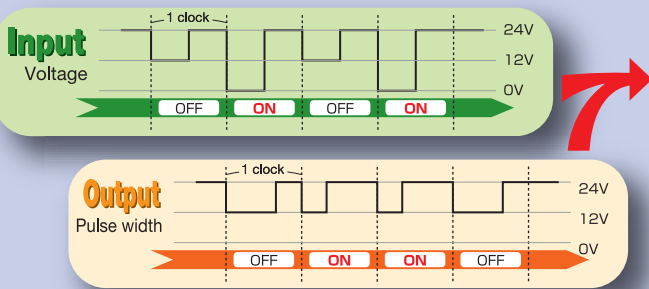 1 clock
Input
Voltage
24V
12V
0V
OFF ON OFF ON
1 clock
Output
Pulse width
24V
12V
0V
OFF ON ON OFF